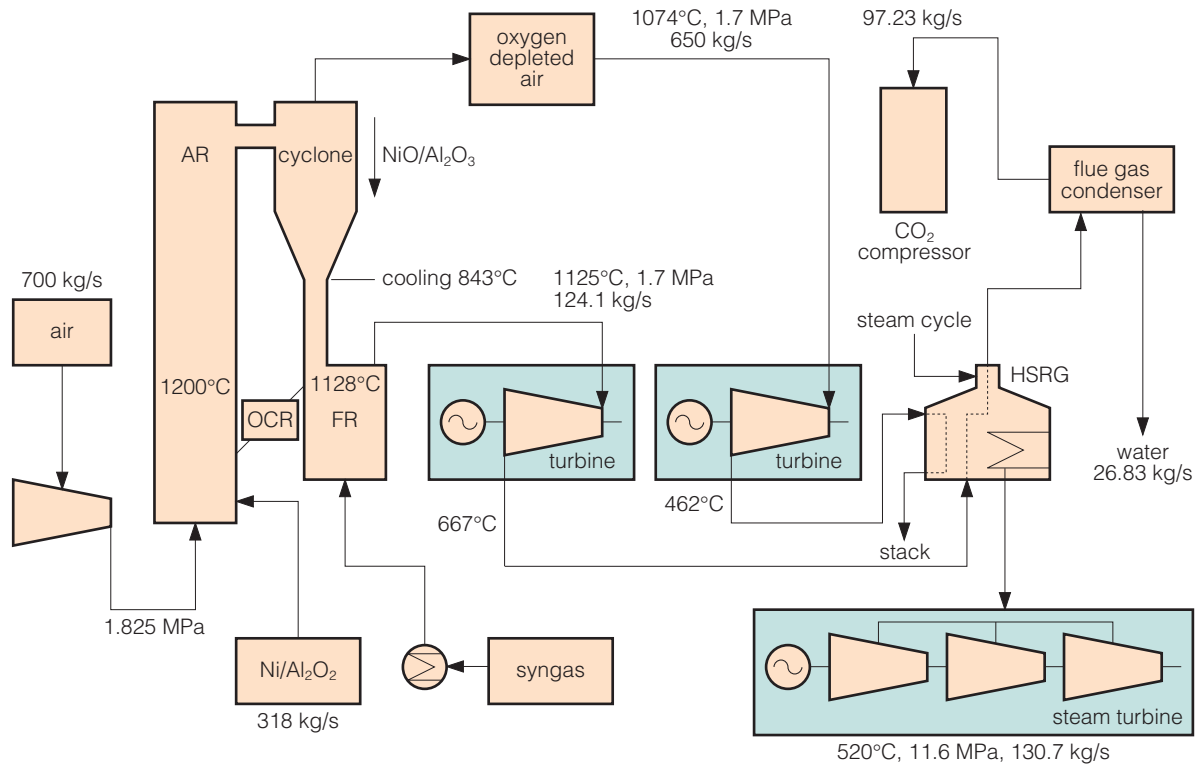 1074°C, 1.7 MPa
650 kg/s
97.23 kg/s
oxygen
depleted
air
AR
cyclone
NiO/Al₂O₃
flue gas
condenser
CO₂
compressor
700 kg/s
air
cooling 843°C
1125°C, 1.7 MPa
124.1 kg/s
steam cycle
HSRG
1200°C
1128°C
OCR
FR
turbine
turbine
water
26.83 kg/s
667°C
462°C
stack
1.825 MPa
Ni/Al₂O₂
318 kg/s
syngas
steam turbine
520°C, 11.6 MPa, 130.7 kg/s